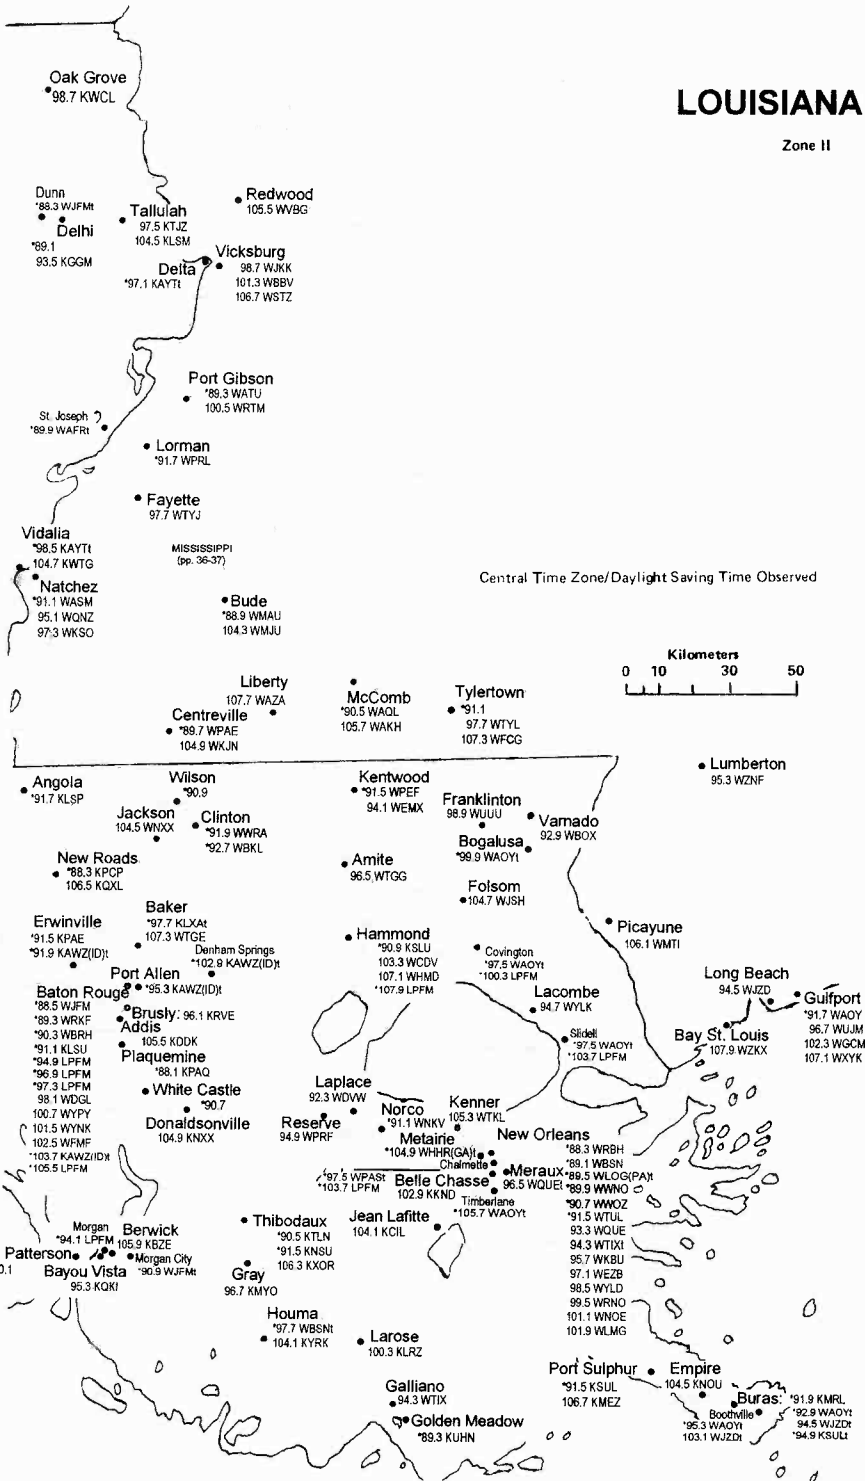 LOUISIANA
Zone II
Oak Grove
98.7 KWCL
Dunn
*88.3 WJFMt
Delhi
*89.1
93.5 KGGM
Tallulah
97.5 KTJZ
104.5 KLSM
Redwood
105.5 WVBG
Vicksburg
98.7 WJKK
101.3 WBBV
106.7 WSTZ
Delta
*97.1 KAYTt
Port Gibson
*89.3 WATU
100.5 WRTM
St. Joseph
*89.9 WAFRt
Lorman
*91.7 WPRL
Fayette
97.7 WTYJ
Vidalia
*98.5 KAYTt
104.7 KWTG
Natchez
*91.1 WASM
95.1 WQNZ
97.3 WKSO
MISSISSIPPI
(pp. 36-37)
Bude
*88.9 WMAU
104.3 WMJU
Central Time Zone/Daylight Saving Time Observed
Kilometers
0 10 30 50
Liberty
107.7 WAZA
Centreville
*89.7 WPAE
104.9 WKJN
McComb
*90.5 WAQL
105.7 WAKH
Tylertown
*91.1
97.7 WTYL
107.3 WFCG
Lumberton
95.3 WZNF
Angola
*91.7 KLSP
Wilson
*90.9
Jackson
104.5 WNXX
Clinton
*91.9 WWRA
*92.7 WBKL
Kentwood
*91.5 WPEF
94.1 WEMX
Franklinton
98.9 WUUU
Varnado
92.9 WBOX
Bogalusa
*99.9 WAOYt
New Roads
*88.3 KPCP
106.5 KQXL
Amite
96.5 WTGG
Folsom
104.7 WJSH
Baker
*97.7 KLXAt
107.3 WTGE
Erwinville
*91.5 KPAE
*91.9 KAWZ(ID)t
Denham Springs
*102.9 KAWZ(ID)t
Hammond
*90.9 KSLU
103.3 WCDV
107.1 WHMD
*107.9 LPFM
Covington
*97.5 WAOYt
*100.3 LPFM
Picayune
106.1 WMTI
Port Allen
*95.3 KAWZ(ID)t
Baton Rouge
*88.5 WJFM
*89.3 WRKF
*90.3 WBRH
*91.1 KLSU
*94.9 LPFM
*96.9 LPFM
*97.3 LPFM
98.1 WDGL
100.7 WYPY
101.5 WYNK
102.5 WFMF
*103.7 KAWZ(ID)t
*105.5 LPFM
Brusly: 96.1 KRVE
Addis
105.5 KDDK
Plaquemine
*88.1 KPAQ
White Castle
*90.7
Donaldsonville
104.9 KNXX
Lacombe
94.7 WYLK
Slidell
*97.5 WAOYt
*103.7 LPFM
Long Beach
94.5 WJZD
Gulfport
*91.7 WAOY
96.7 WUJM
102.3 WGCM
107.1 WXYK
Bay St. Louis
107.9 WZKX
Laplace
92.3 WDVW
Reserve
94.9 WPRF
Norco
*91.1 WNKV
Kenner
105.3 WTKL
Metairie
*104.9 WHHR(GA)t
Chalmette
*97.5 WPASt
*103.7 LPFM
New Orleans
*88.3 WRBH
*89.1 WBSN
*89.5 WLOG(PA)t
*89.9 WWNO
*90.7 WWOZ
*91.5 WTUL
93.3 WQUE
94.3 WTIXt
95.7 WKBU
97.1 WEZB
98.5 WYLD
99.5 WRNO
101.1 WNOE
101.9 WLMG
Meraux
96.5 WQUEt
Belle Chasse
102.9 KKND
Timberlane
*105.7 WAOYt
Jean Lafitte
104.1 KCIL
Thibodaux
*90.5 KTLN
*91.5 KNSU
106.3 KXOR
Gray
96.7 KMYO
Morgan
*94.1 LPFM
Berwick
105.9 KBZE
Patterson
0.1
Morgan City
*90.9 WJFMt
Bayou Vista
95.3 KQKI
Houma
*97.7 WBSNt
104.1 KYRK
Larose
100.3 KLRZ
Galliano
94.3 WTIX
Golden Meadow
*89.3 KUHN
Port Sulphur
*91.5 KSUL
106.7 KMEZ
Empire
104.5 KNOU
Buras: *91.9 KMRL
*92.9 WAOYt
94.5 WJZDt
*94.9 KSULt
Boothville
*95.3 WAOYt
103.1 WJZDt